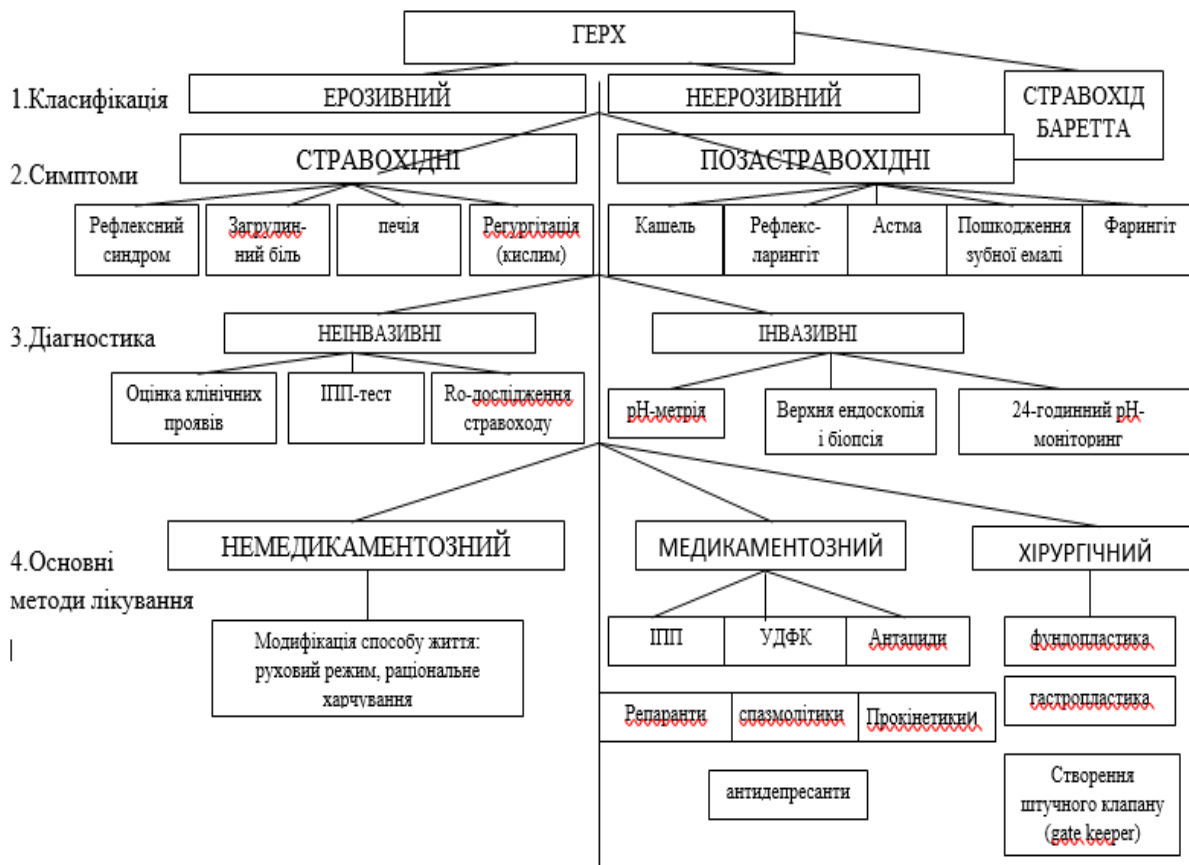 ГЕРХ
1.Класифікація
ЕРОЗИВНИЙ
НЕЕРОЗИВНИЙ
СТРАВОХІД
БАРЕТТА
2.Симптоми
СТРАВОХІДНІ
ПОЗАСТРАВОХІДНІ
Рефлексний
синдром
Загрудин-
ний біль
печія
Регургітація
(кислим)
Кашель
Рефлекс-
ларингіт
Астма
Пошкодження
зубної емалі
Фарингіт
3.Діагностика
НЕІНВАЗИВНІ
ІНВАЗИВНІ
Оцінка клінічних
проявів
ІПП-тест
Ro-дослідження
стравоходу
рН-метрія
Верхня ендоскопія
і біопсія
24-годинний рН-
моніторинг
4.Основні
методи лікування
НЕМЕДИКАМЕНТОЗНИЙ
МЕДИКАМЕНТОЗНИЙ
ХІРУРГІЧНИЙ
Модифікація способу життя:
руховий режим, раціональне
харчування
ІПП
УДФК
Антациди
Репаранти
спазмолітики
Прокінетикии
антидепресанти
фундопластика
гастропластика
Створення
штучного клапану
(gate keeper)